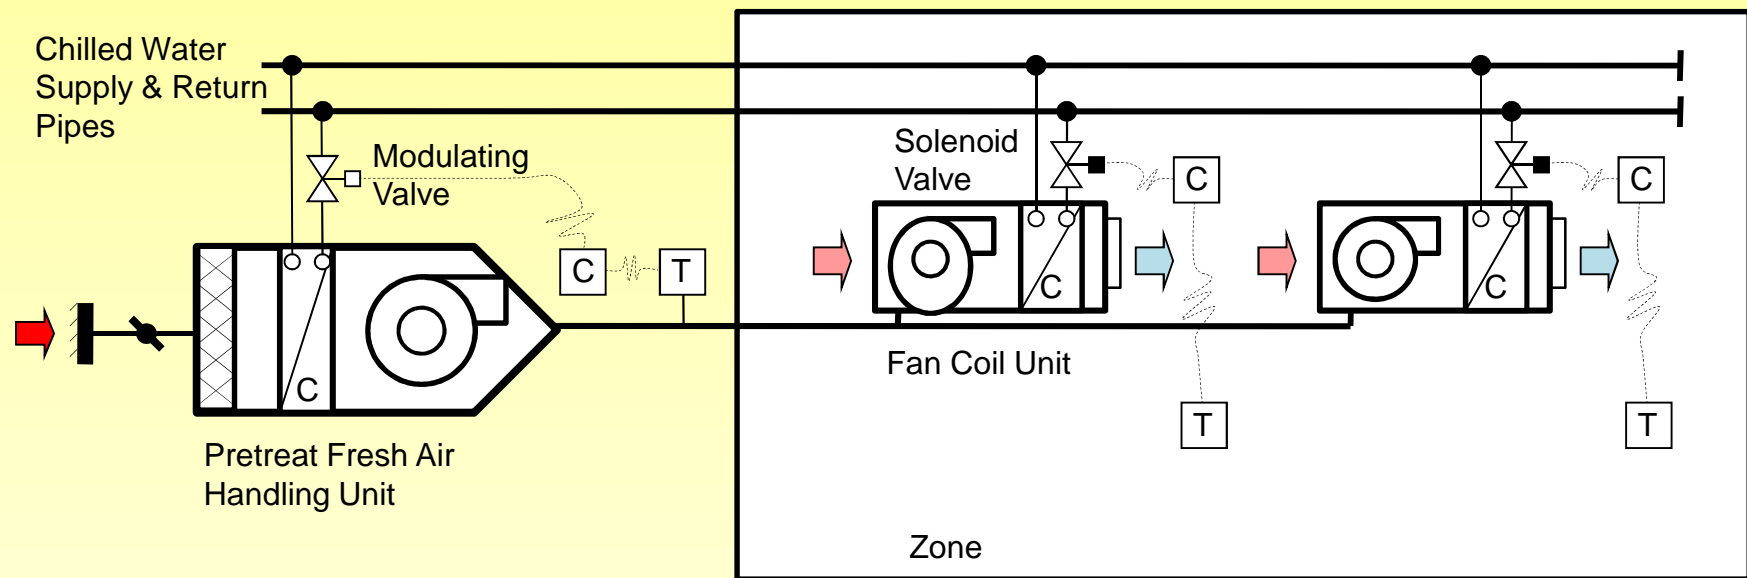 Chilled Water
Supply & Return
Pipes
Modulating
Valve
Solenoid
Valve
C
C
C
T
C
C
C
Fan Coil Unit
T
T
Pretreat Fresh Air
Handling Unit
Zone